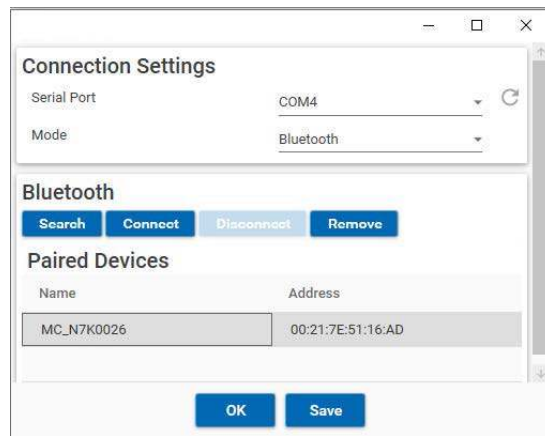 Connection Settings
Serial Port COM4
Mode Bluetooth
Bluetooth
Search Connect Disconnect Remove
Paired Devices
Name Address
MC_N7K0026 00:21:7E:51:16:AD
OK Save